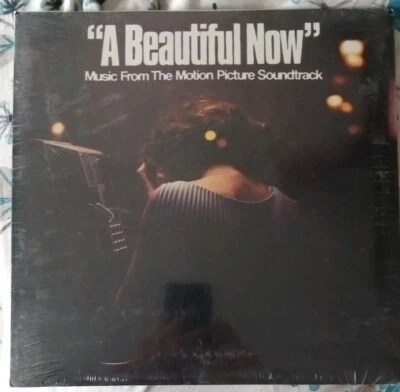 "A Beautiful Now"
Music From The Motion Picture Soundtrack